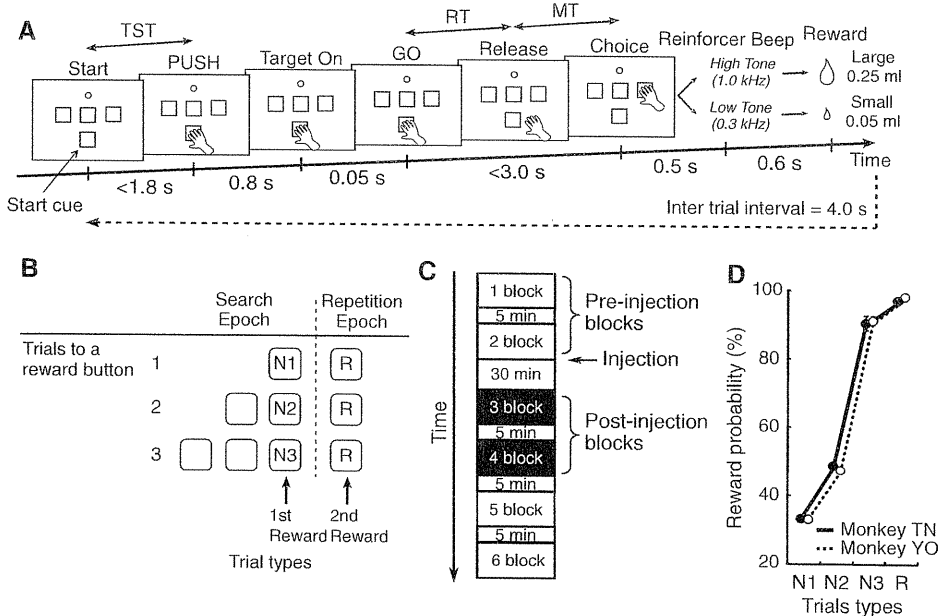 A
TST
RT
MT
Start
PUSH
Target On
GO
Release
Choice
Reinforcer Beep
Reward
High Tone
(1.0 kHz)
Large
0.25 ml
Low Tone
(0.3 kHz)
Small
0.05 ml
Start cue
<1.8 s
0.8 s
0.05 s
<3.0 s
0.5 s
0.6 s
Time
Inter trial interval = 4.0 s
B
Search
Epoch
Repetition
Epoch
Trials to a
reward button
1
N1
R
2
N2
R
3
N3
R
1st
Reward
2nd
Reward
Trial types
C
Time
1 block
5 min
2 block
30 min
3 block
5 min
4 block
5 min
5 block
5 min
6 block
Pre-injection
blocks
Injection
Post-injection
blocks
D
Reward probability (%)
100
80
60
40
20
Monkey TN
Monkey YO
N1 N2 N3 R
Trials types